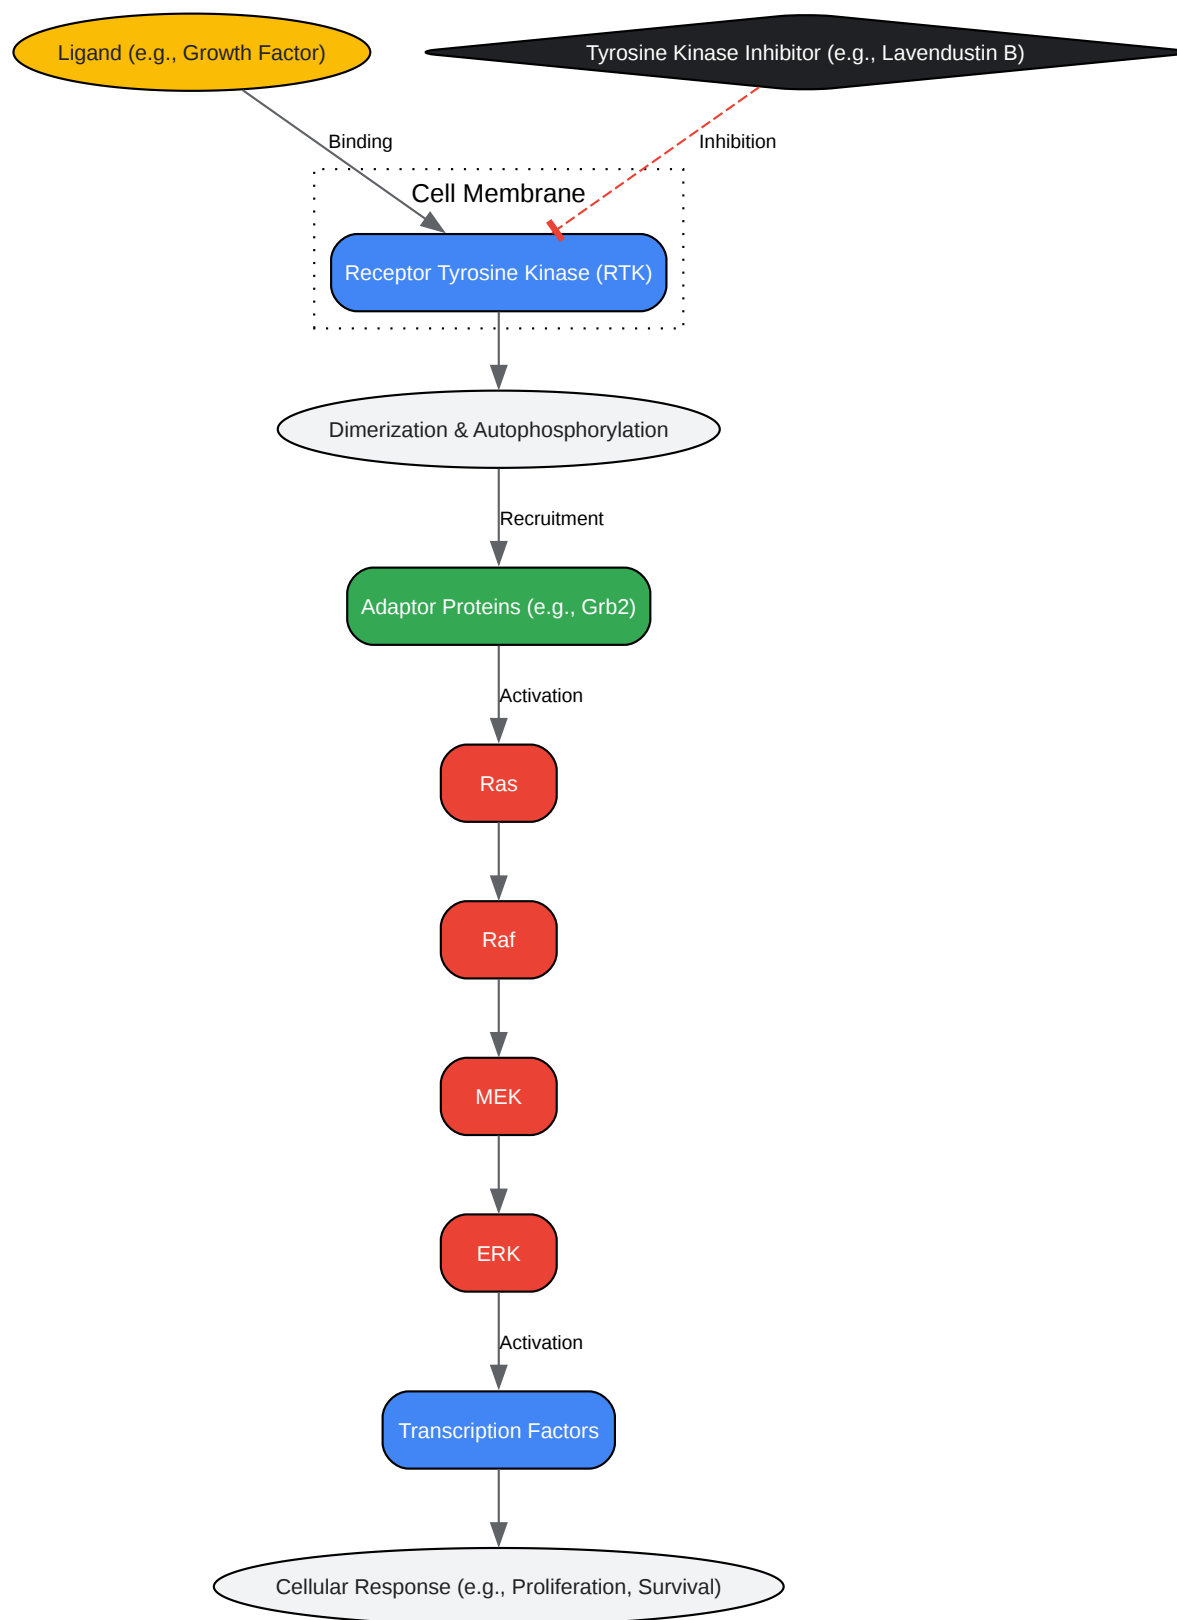 Ligand (e.g., Growth Factor)
Tyrosine Kinase Inhibitor (e.g., Lavendustin B)
Binding
Inhibition
Cell Membrane
Receptor Tyrosine Kinase (RTK)
Dimerization & Autophosphorylation
Recruitment
Adaptor Proteins (e.g., Grb2)
Activation
Ras
Raf
MEK
ERK
Activation
Transcription Factors
Cellular Response (e.g., Proliferation, Survival)